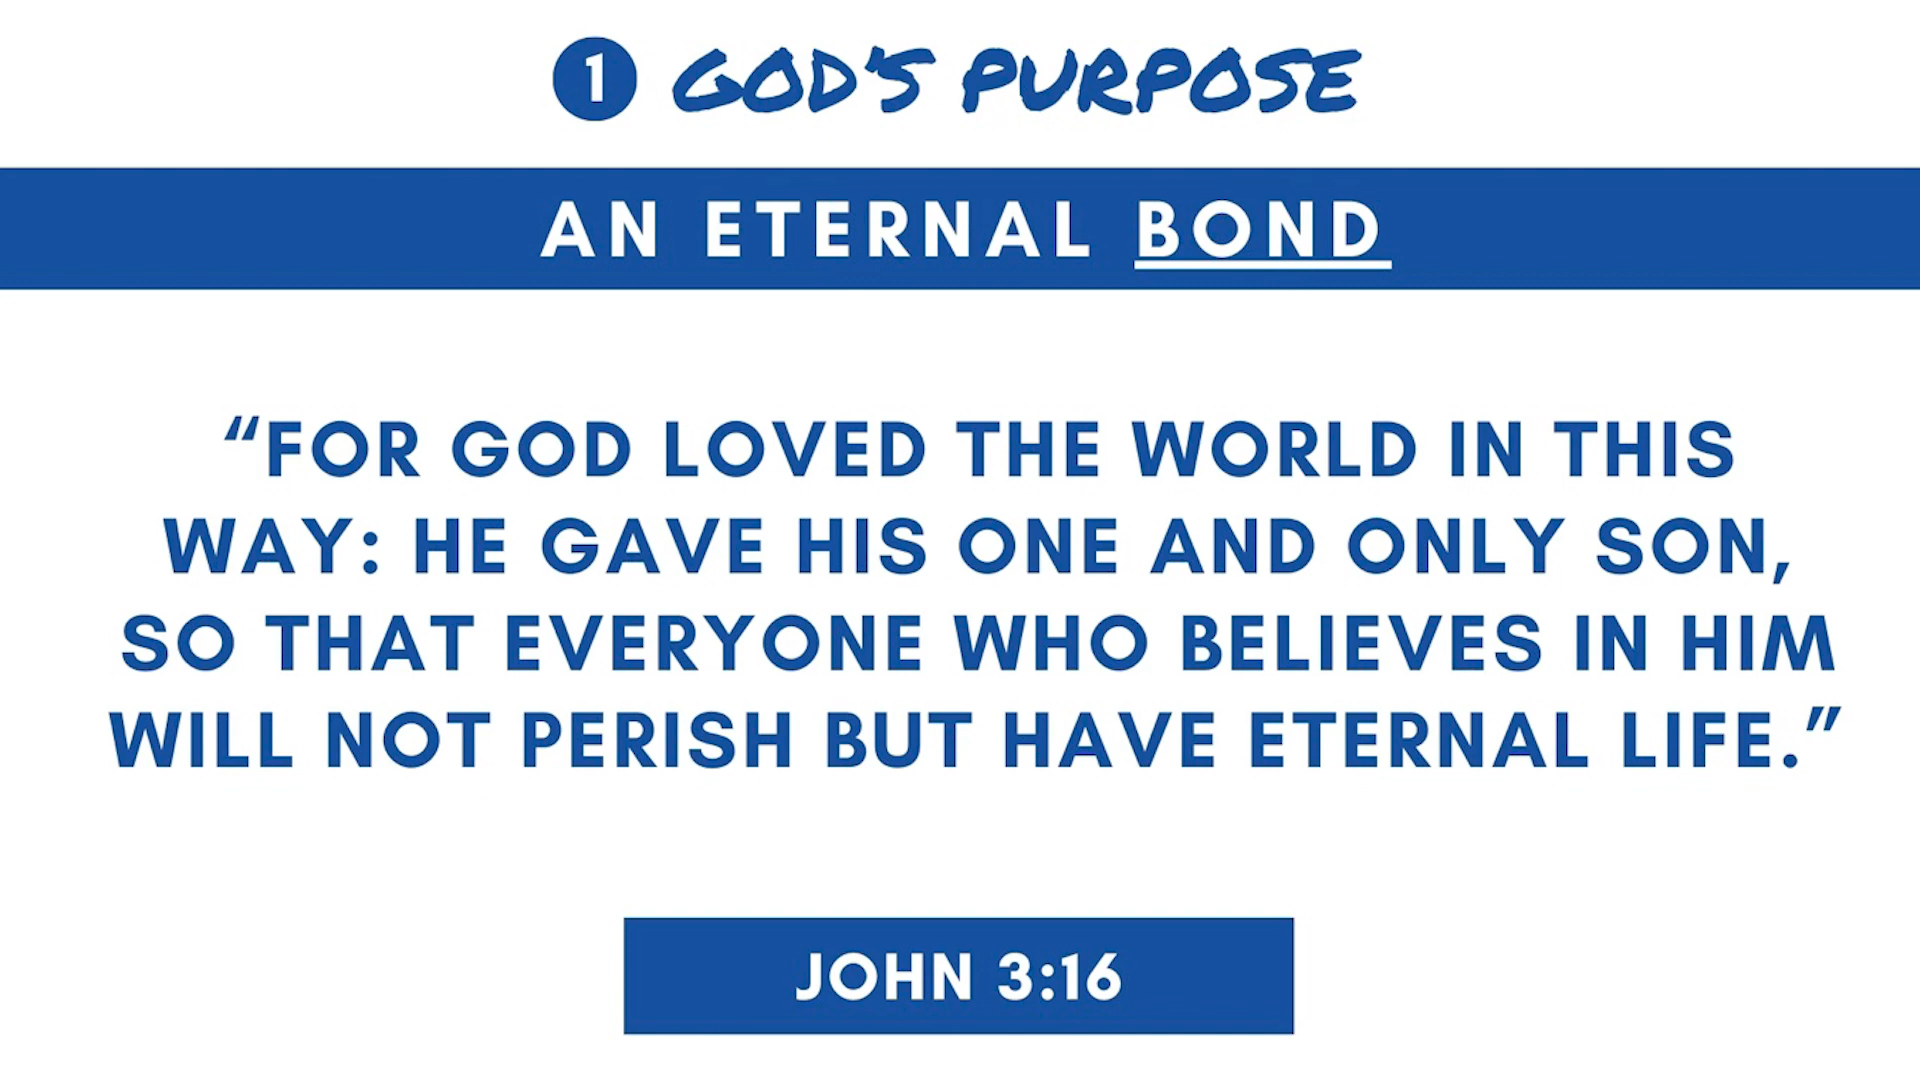 1 GOD'S PURPOSE
AN ETERNAL BOND
“FOR GOD LOVED THE WORLD IN THIS
WAY: HE GAVE HIS ONE AND ONLY SON,
SO THAT EVERYONE WHO BELIEVES IN HIM
WILL NOT PERISH BUT HAVE ETERNAL LIFE.”
JOHN 3:16